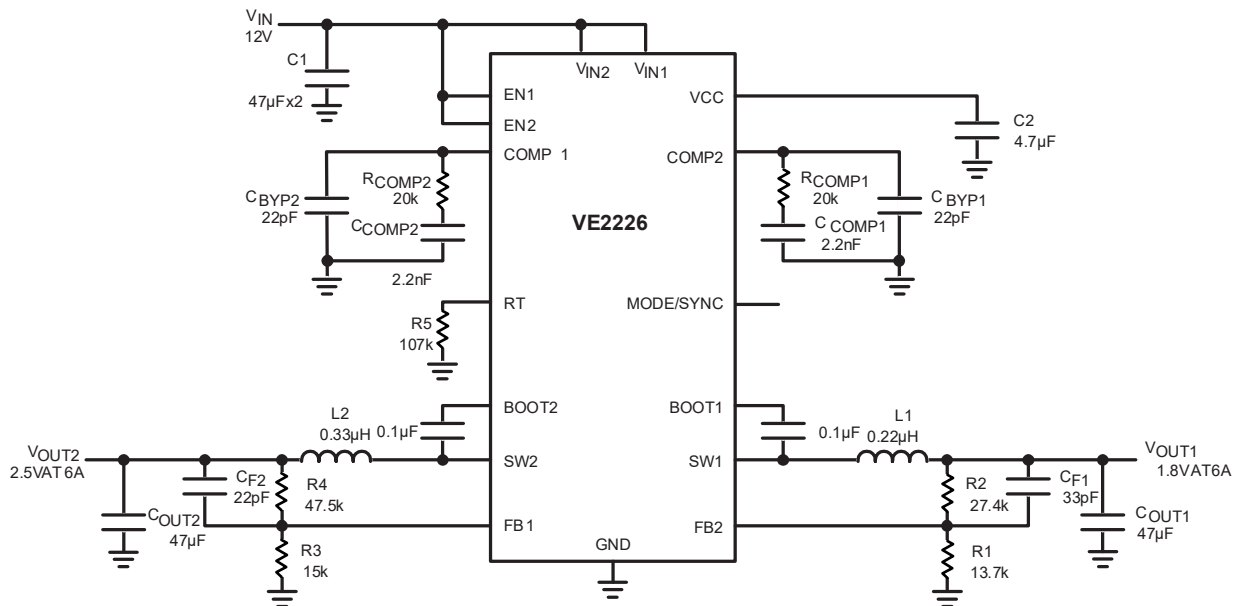 VIN
12V
C1
47µFx2
VIN2
VIN1
EN1
EN2
VCC
C2
4.7µF
COMP 1
COMP2
RCOMP2
20k
CBYP2
22pF
CCOMP2
2.2nF
VE2226
RCOMP1
20k
C BYP1
22pF
C COMP1
2.2nF
RT
MODE/SYNC
R5
107k
BOOT2
BOOT1
L2
0.33µH
0.1µF
0.1µF
L1
0.22µH
VOUT2
2.5VAT6A
SW2
SW1
VOUT1
1.8VAT6A
CF2
22pF
R4
47.5k
R2
27.4k
CF1
33pF
COUT2
47µF
FB1
FB2
COUT1
47µF
GND
R3
15k
R1
13.7k